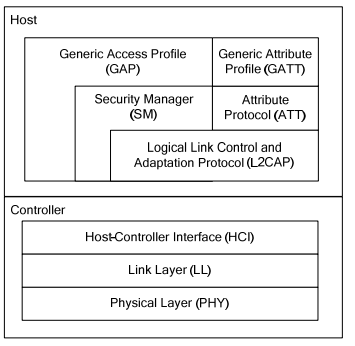 Host
Generic Access Profile
(GAP)
Generic Attribute
Profile (GATT)
Security Manager
(SM)
Attribute
Protocol (ATT)
Logical Link Control and
Adaptation Protocol (L2CAP)
Controller
Host-Controller Interface (HCI)
Link Layer (LL)
Physical Layer (PHY)